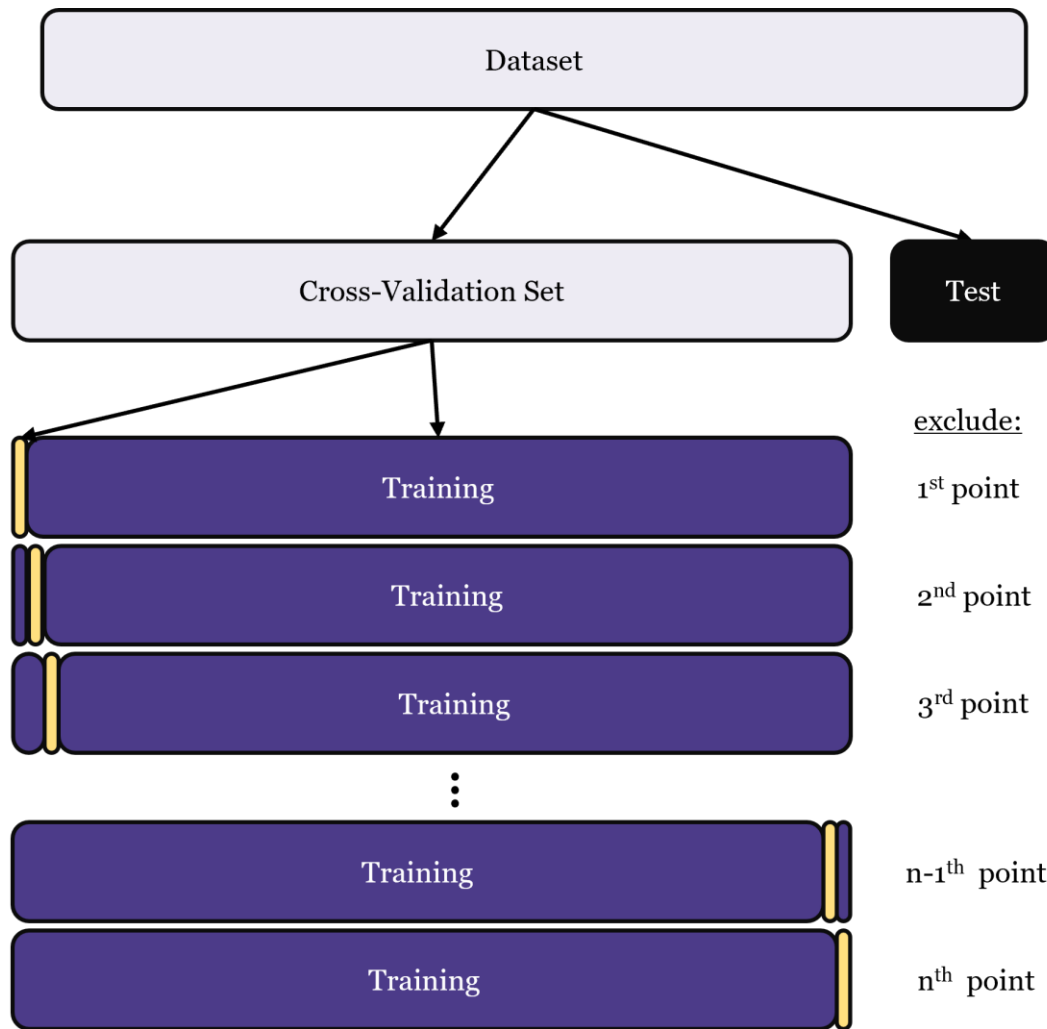 Dataset
Cross-Validation Set
Test
exclude:
Training
1st point
Training
2nd point
Training
3rd point
Training
n-1th point
Training
nth point